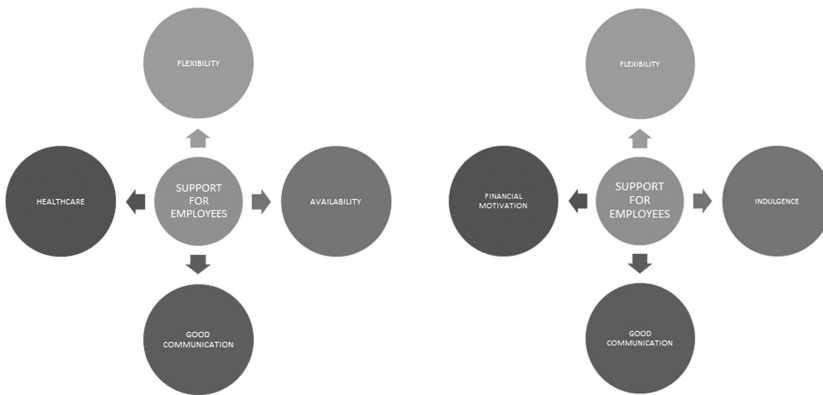 FLEXIBILITY
HEALTHCARE
SUPPORT
FOR
EMPLOYEES
AVAILABILITY
GOOD
COMMUNICATION
FLEXIBILITY
FINANCIAL
MOTIVATION
SUPPORT
FOR
EMPLOYEES
INDULGENCE
GOOD
COMMUNICATION